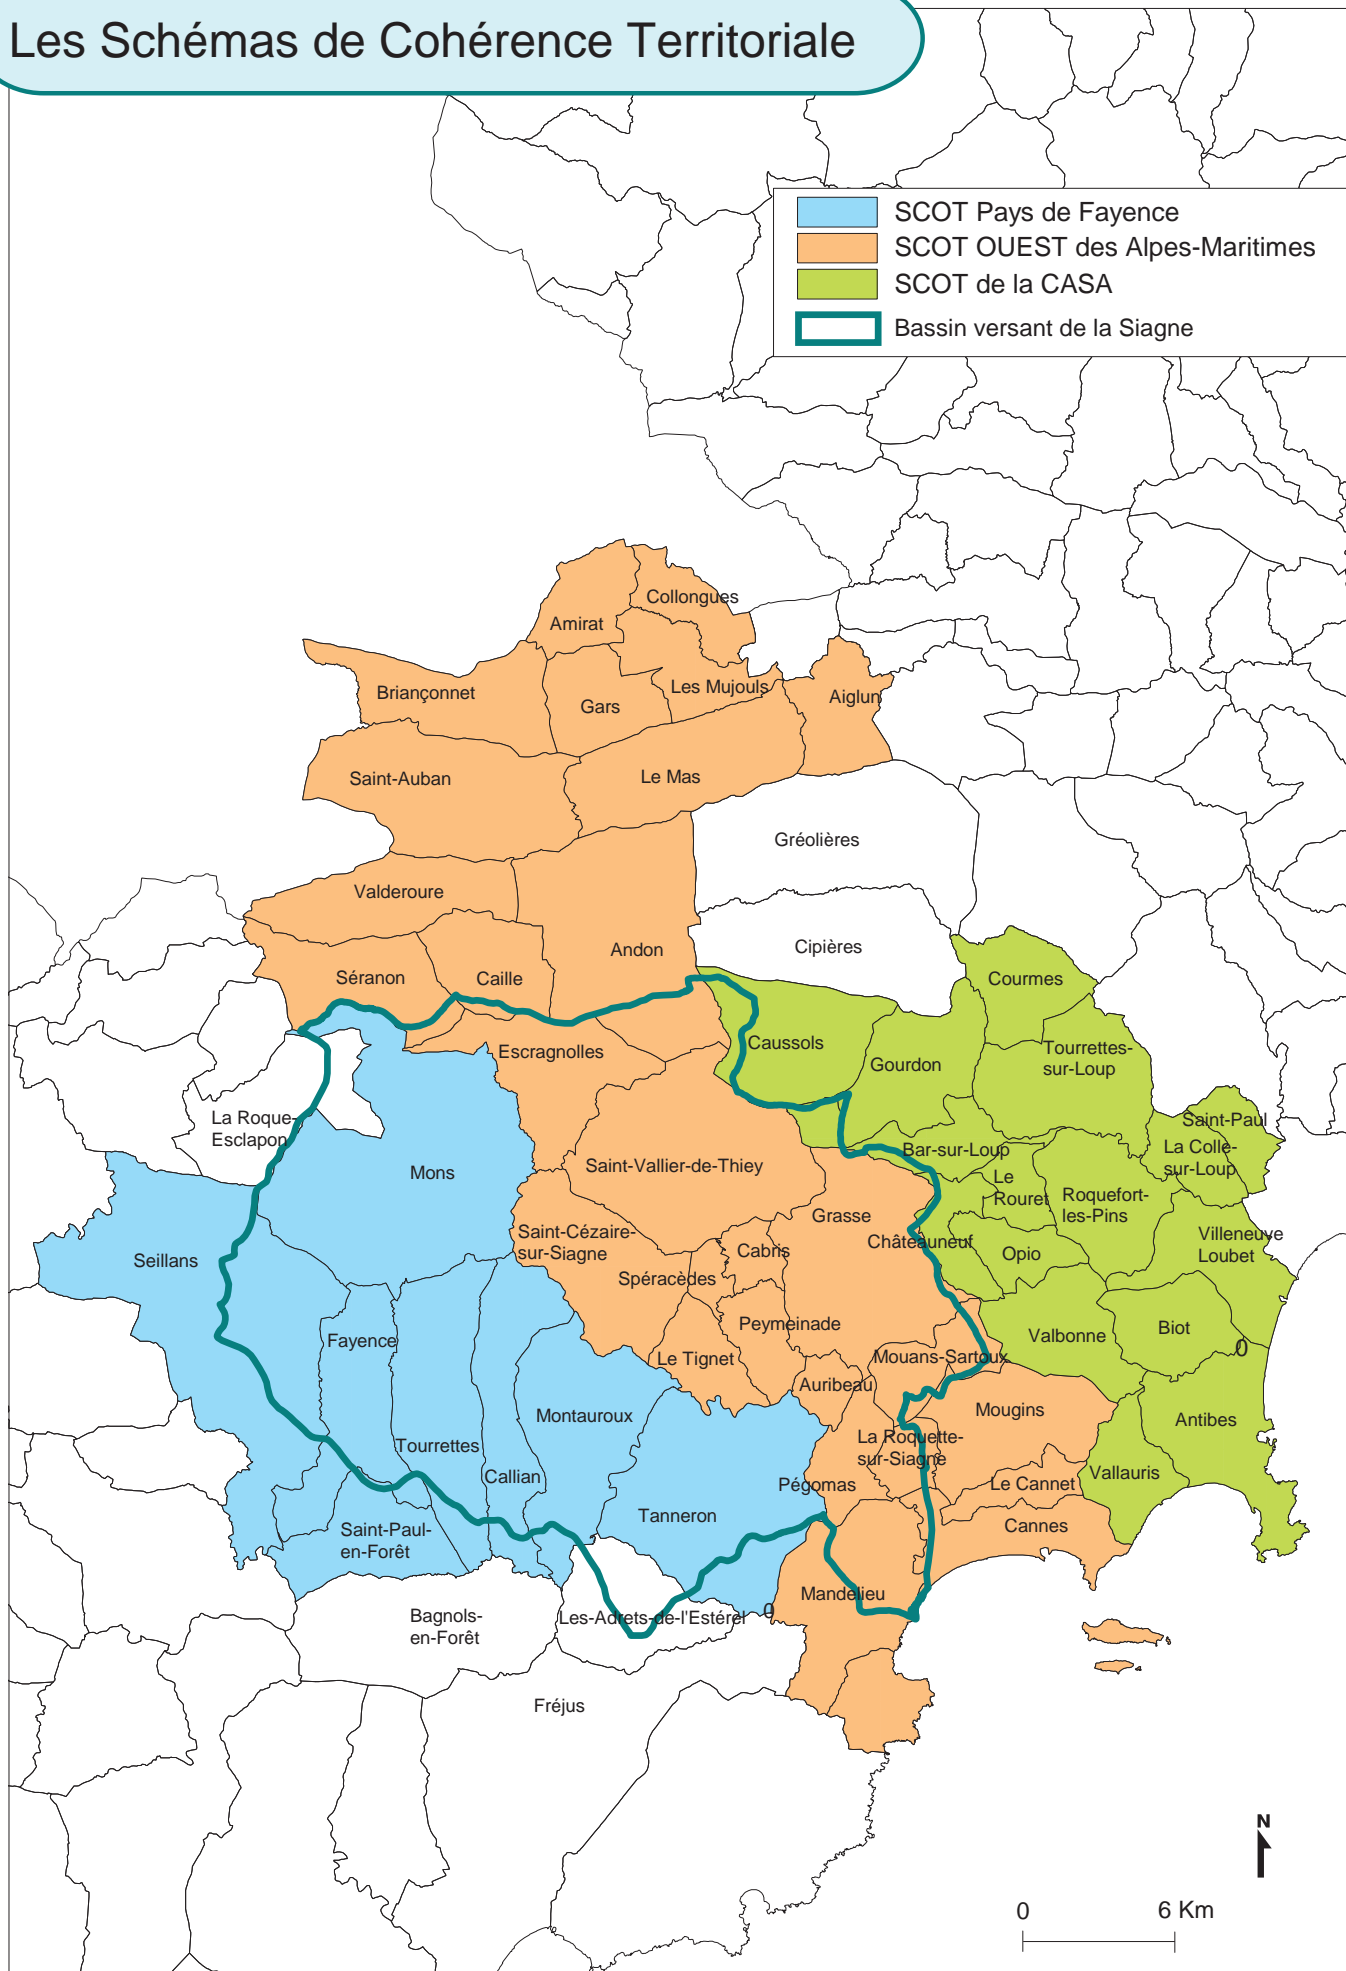 Les Schémas de Cohérence Territoriale
SCOT Pays de Fayence
SCOT OUEST des Alpes-Maritimes
SCOT de la CASA
Bassin versant de la Siagne
Collongues
Amirat
Les Mujouls
Briançonnet
Gars
Aiglun
Saint-Auban
Le Mas
Gréolières
Valderoure
Andon
Cipières
Séranon
Caille
Courmes
Caussols
Escragnolles
Gourdon
Tourrettes-
sur-Loup
La Roque-
Esclapon
Saint-Paul
Mons
Saint-Vallier-de-Thiey
Bar-sur-Loup
La Colle-
sur-Loup
Le
Rouret
Roquefort-
les-Pins
Grasse
Saint-Cézaire-
sur-Siagne
Cabris
Châteauneuf
Opio
Villeneuve
Loubet
Seillans
Spéracèdes
Fayence
Peymeinade
Valbonne
Biot
0
Le Tignet
Mouans-Sartoux
Auribeau
Montauroux
Mougins
Antibes
Tourrettes
La Roquette-
sur-Siagne
Callian
Pégomas
Le Cannet
Vallauris
Saint-Paul-
en-Forêt
Tanneron
Cannes
Mandelieu
Bagnols-
en-Forêt
Les-Adrets-de-l'Estérel
0
Fréjus
N
0
6 Km